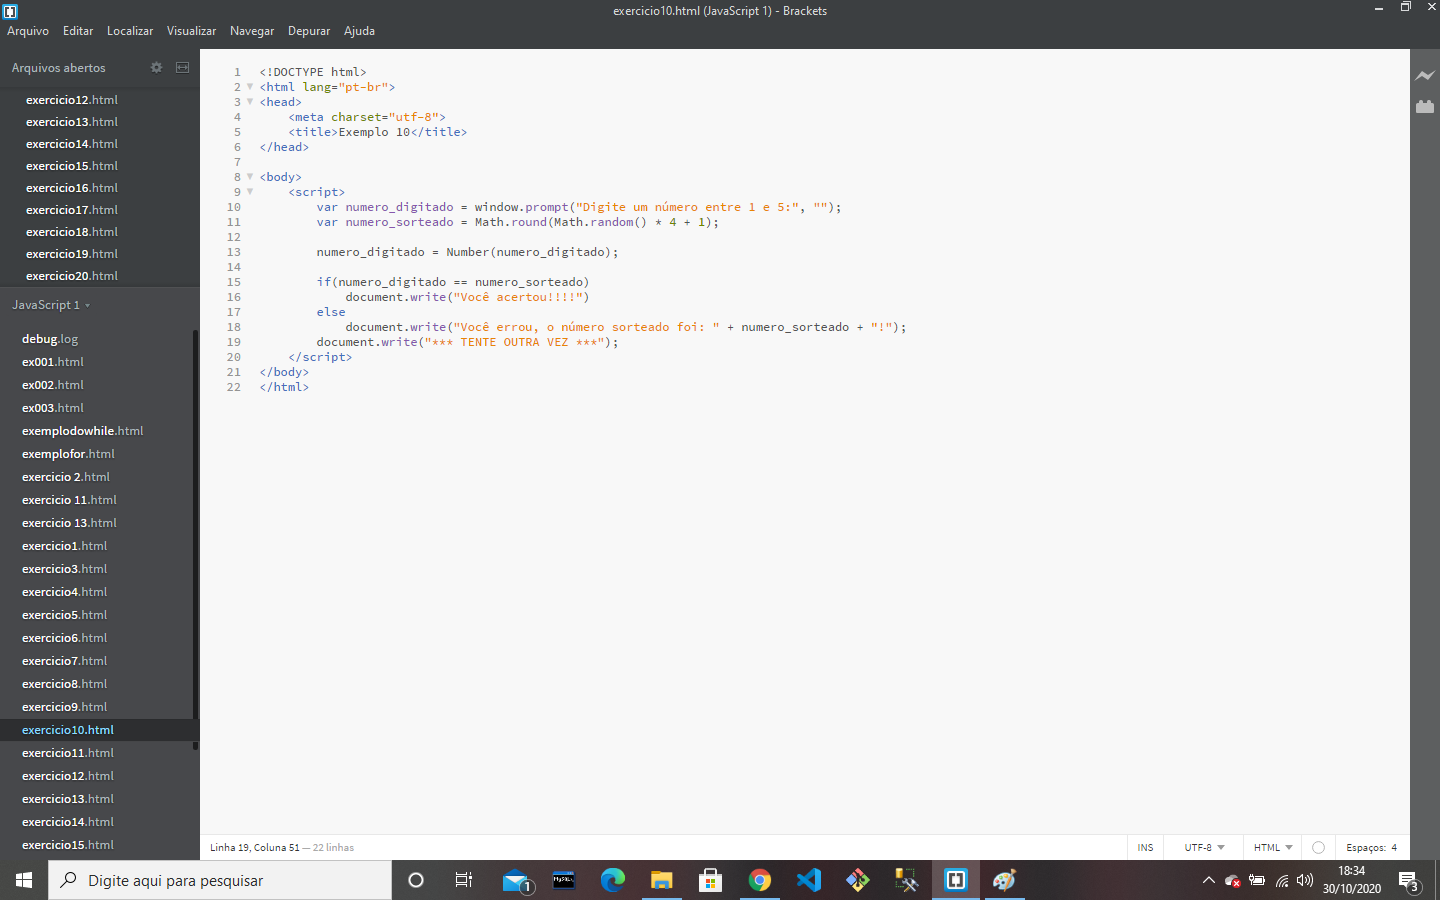 exercicio10.html (JavaScript 1) - Brackets
Arquivo Editar Localizar Visualizar Navegar Depurar Ajuda
Arquivos abertos
exercicio12.html
exercicio13.html
exercicio14.html
exercicio15.html
exercicio16.html
exercicio17.html
exercicio18.html
exercicio19.html
exercicio20.html
JavaScript 1
debug.log
ex001.html
ex002.html
ex003.html
exemplodowhile.html
exemplofor.html
exercicio 2.html
exercicio 11.html
exercicio 13.html
exercicio1.html
exercicio3.html
exercicio4.html
exercicio5.html
exercicio6.html
exercicio7.html
exercicio8.html
exercicio9.html
exercicio10.html
exercicio11.html
exercicio12.html
exercicio13.html
exercicio14.html
exercicio15.html
1 <!DOCTYPE html>
2 <html lang="pt-br">
3 <head>
4     <meta charset="utf-8">
5     <title>Exemplo 10</title>
6 </head>
7
8 <body>
9     <script>
10         var numero_digitado = window.prompt("Digite um número entre 1 e 5:", "");
11         var numero_sorteado = Math.round(Math.random() * 4 + 1);
12
13         numero_digitado = Number(numero_digitado);
14
15         if(numero_digitado == numero_sorteado)
16             document.write("Você acertou!!!!")
17         else
18             document.write("Você errou, o número sorteado foi: " + numero_sorteado + "!");
19         document.write("*** TENTE OUTRA VEZ ***");
20     </script>
21 </body>
22 </html>
Linha 19, Coluna 51 — 22 linhas
INS UTF-8 HTML Espaços: 4
Digite aqui para pesquisar
1
MySQL
18:34
30/10/2020
3